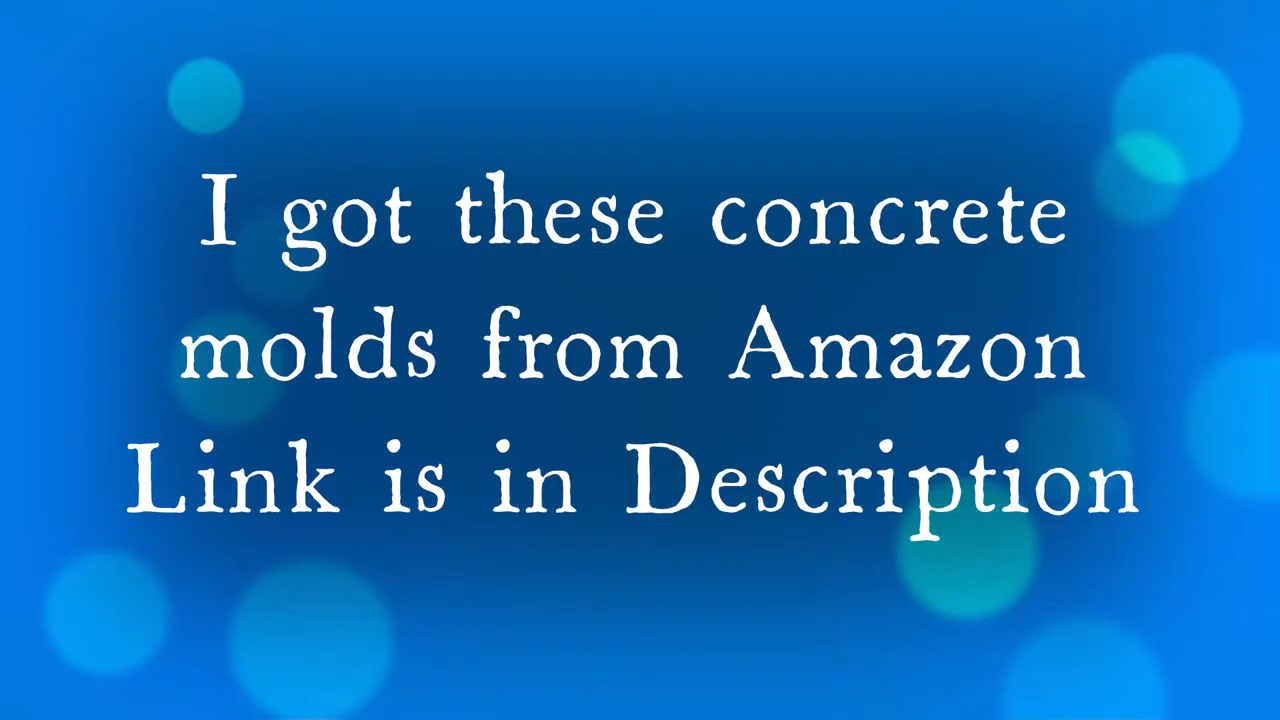 I got these concrete
molds from Amazon
Link is in Description